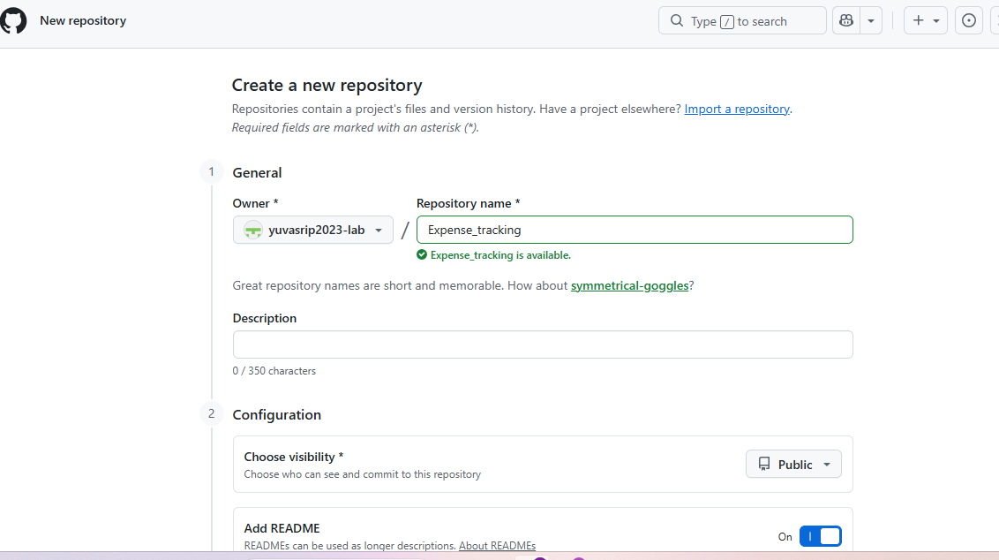 New repository
Type / to search
Create a new repository
Repositories contain a project's files and version history. Have a project elsewhere? Import a repository.
Required fields are marked with an asterisk (*).
1 General
Owner *
Repository name *
yuvasrip2023-lab / Expense_tracking
Expense_tracking is available.
Great repository names are short and memorable. How about symmetrical-goggles?
Description
0 / 350 characters
2 Configuration
Choose visibility *
Choose who can see and commit to this repository
Public
Add README
READMEs can be used as longer descriptions. About READMEs
On